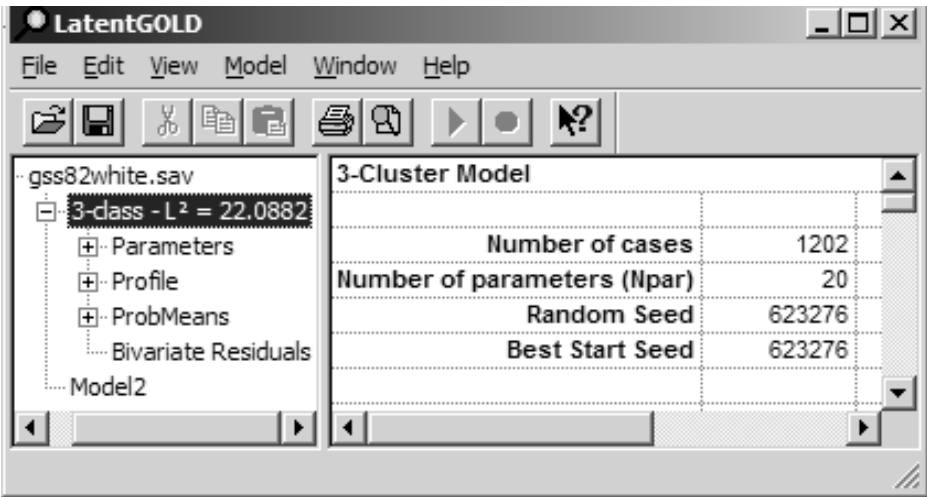 LatentGOLD
File Edit View Model Window Help
gss82white.sav
3-class - L² = 22.0882
Parameters
Profile
ProbMeans
Bivariate Residuals
Model2
3-Cluster Model
Number of cases 1202
Number of parameters (Npar) 20
Random Seed 623276
Best Start Seed 623276